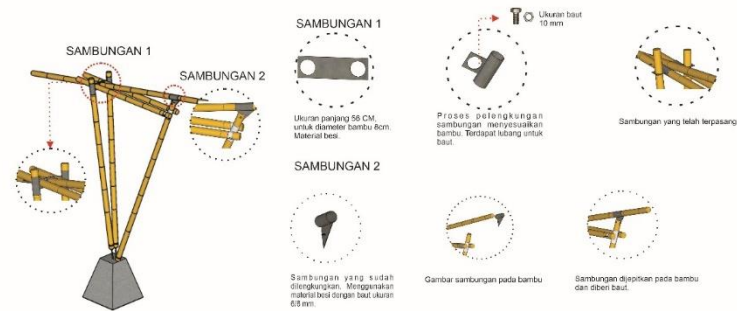 SAMBUNGAN 1
SAMBUNGAN 2
SAMBUNGAN 1
Ukuran panjang 56 CM,
untuk diameter bambu 8cm.
Material besi.
Ukuran baut
10 mm
Proses pelengkungan
sambungan menyesuaikan
bambu. Terdapat lubang untuk
baut.
Sambungan yang telah terpasang
SAMBUNGAN 2
Sambungan yang sudah
dilengkungkan. Menggunakan
material besi dengan baut ukuran
6/8 mm.
Gambar sambungan pada bambu
Sambungan dijepitkan pada bambu
dan diberi baut.